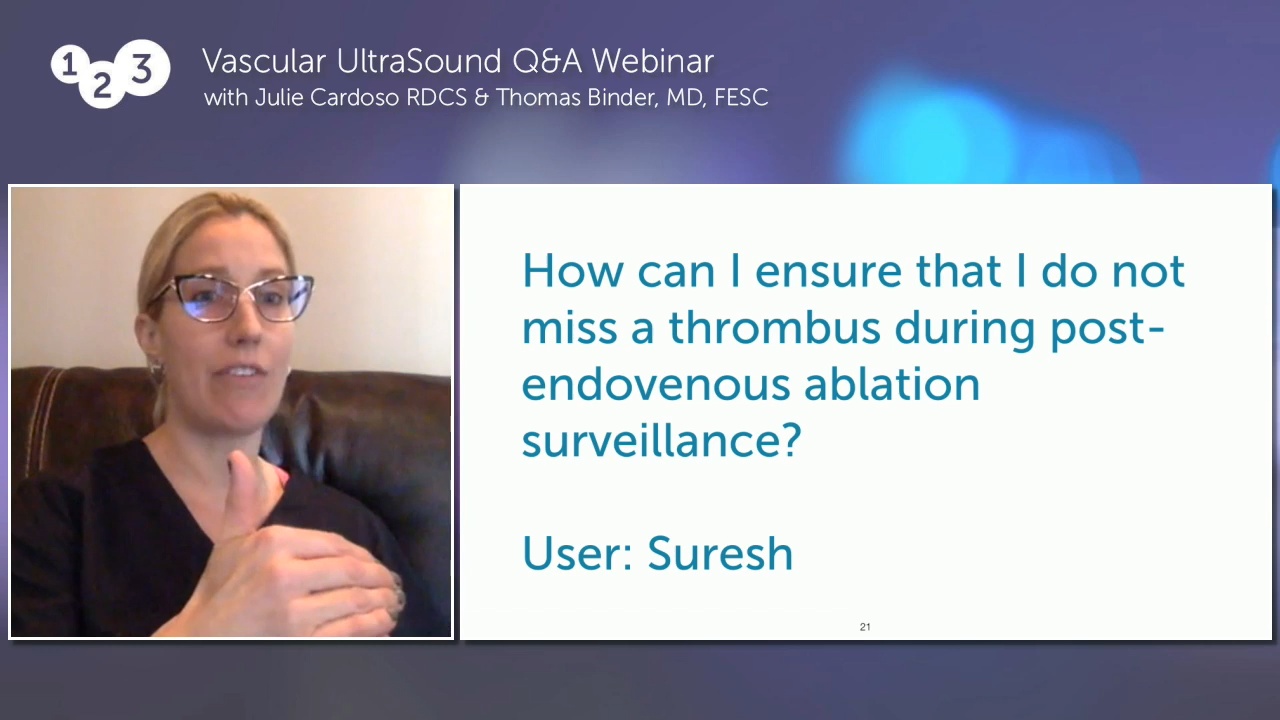 1 2 3
Vascular UltraSound Q&A Webinar
with Julie Cardoso RDCS & Thomas Binder, MD, FESC
How can I ensure that I do not
miss a thrombus during post-
endovenous ablation
surveillance?
User: Suresh
21